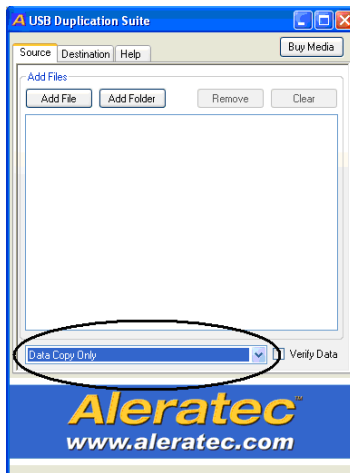 A USB Duplication Suite
Buy Media
Source Destination Help
Add Files
Add File Add Folder Remove Clear
Data Copy Only Verify Data
Aleratec™
www.aleratec.com